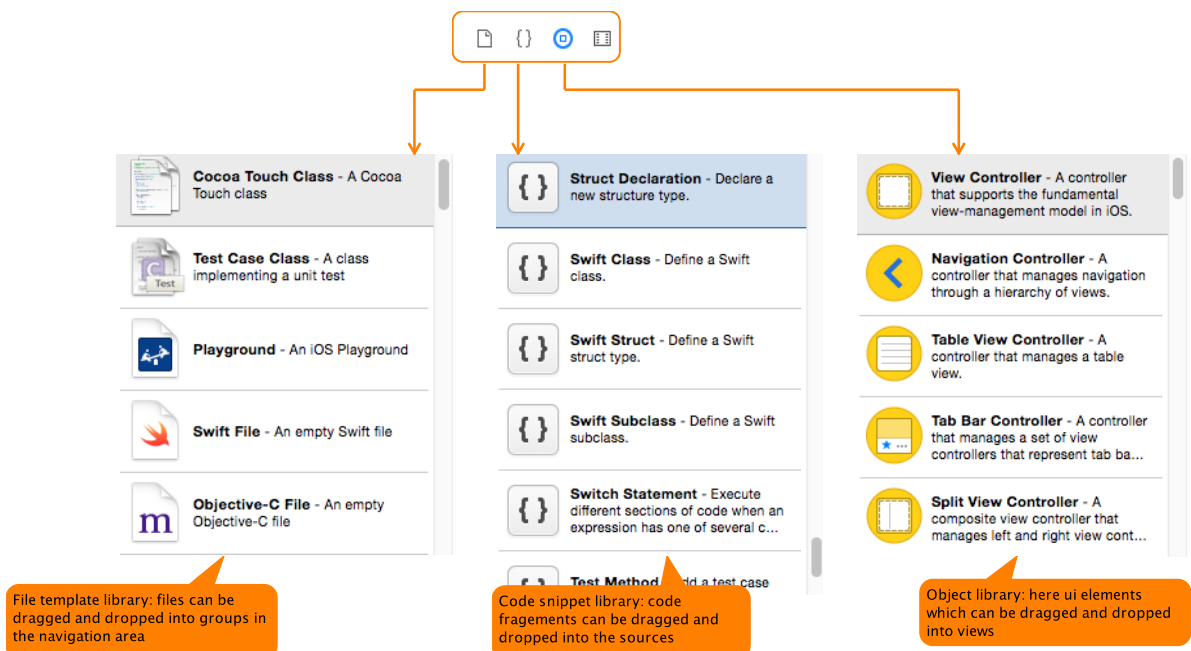 Cocoa Touch Class - A Cocoa
Touch class
Test Case Class - A class
implementing a unit test
Test
Playground - An iOS Playground
Swift File - An empty Swift file
Objective-C File - An empty
Objective-C file
m
File template library: files can be
dragged and dropped into groups in
the navigation area
{ }
Struct Declaration - Declare a
new structure type.
{ }
Swift Class - Define a Swift
class.
{ }
Swift Struct - Define a Swift
struct type.
{ }
Swift Subclass - Define a Swift
subclass.
{ }
Switch Statement - Execute
different sections of code when an
expression has one of several c...
Test Method a test case
Code snippet library: code
fragements can be dragged and
dropped into the sources
View Controller - A controller
that supports the fundamental
view-management model in iOS.
Navigation Controller - A
controller that manages navigation
through a hierarchy of views.
Table View Controller - A
controller that manages a table
view.
Tab Bar Controller - A controller
that manages a set of view
controllers that represent tab ba...
Split View Controller - A
composite view controller that
manages left and right view cont...
Object library: here ui elements
which can be dragged and dropped
into views